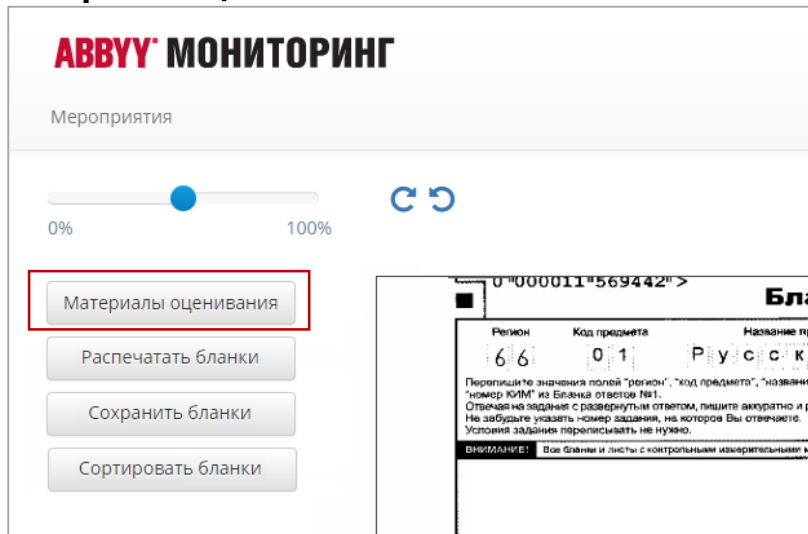 ABBYY МОНИТОРИНГ
Мероприятия
0% 100%
Материалы оценивания
Распечатать бланки
Сохранить бланки
Сортировать бланки
0"000011"569442">
Бла
Регион Код предмета Название пр
6 6 0 1 Р у с с к
Перепишите значения полей "регион", "код предмета", "названи
"номер КИМ" из Бланка ответов №1.
Отвечая на задания с развернутым ответом, пишите аккуратно и р
Не забудьте указать номер задания, на которое Вы отвечаете.
Условия задания переписывать не нужно.
ВНИМАНИЕ! Все бланки и листы с контрольными измерительными м